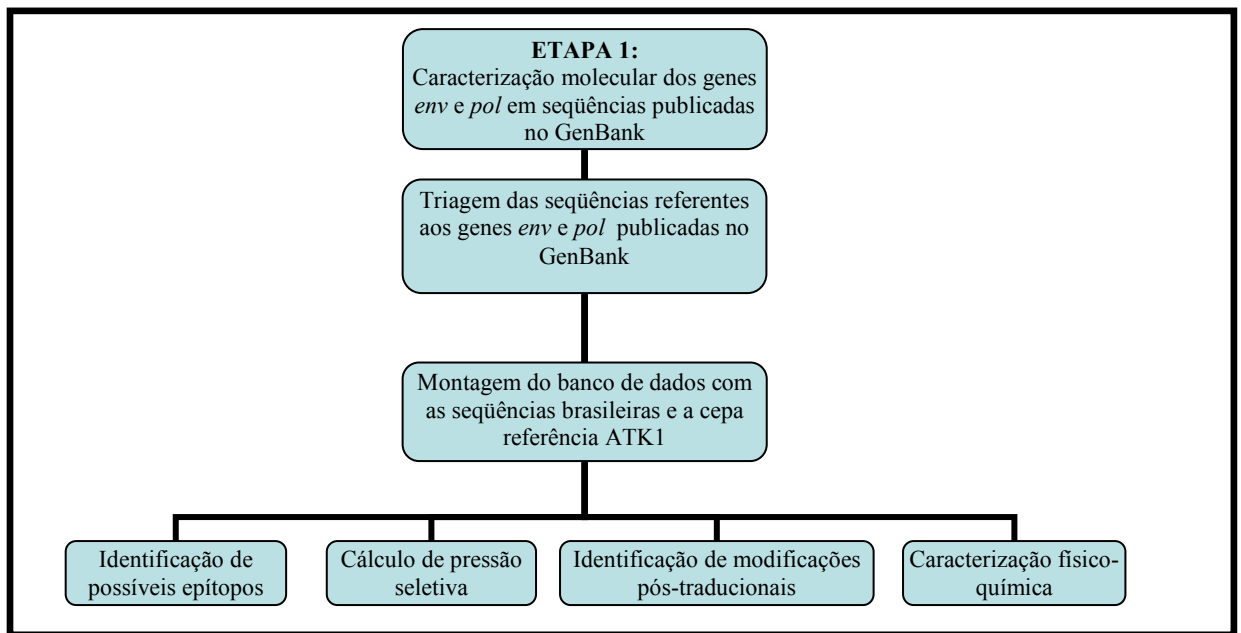 ETAPA 1:
Caracterização molecular dos genes
env e pol em seqüências publicadas
no GenBank
Triagem das seqüências referentes
aos genes env e pol publicadas no
GenBank
Montagem do banco de dados com
as seqüências brasileiras e a cepa
referência ATK1
Identificação de
possíveis epítopos
Cálculo de pressão
seletiva
Identificação de modificações
pós-traducionais
Caracterização físico-
química